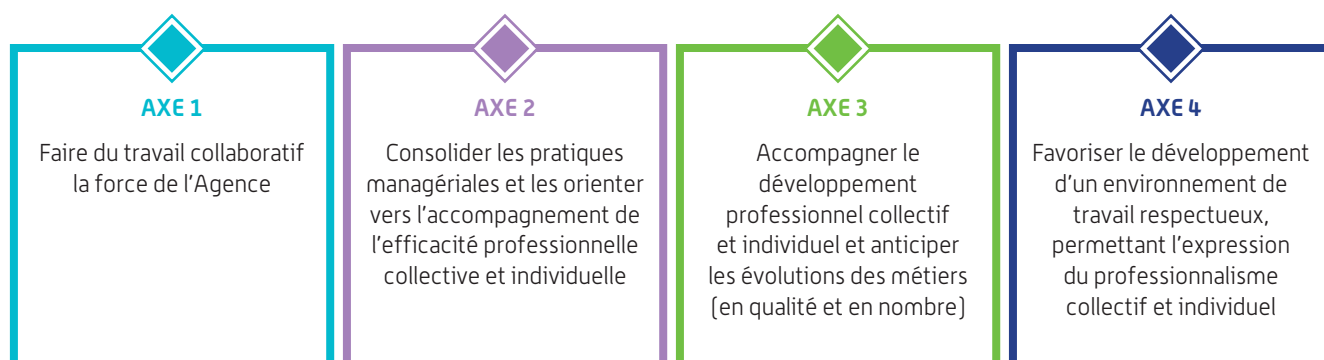 AXE 1
Faire du travail collaboratif
la force de l'Agence
AXE 2
Consolider les pratiques
managériales et les orienter
vers l'accompagnement de
l'efficacité professionnelle
collective et individuelle
AXE 3
Accompagner le
développement
professionnel collectif
et individuel et anticiper
les évolutions des métiers
(en qualité et en nombre)
AXE 4
Favoriser le développement
d'un environnement de
travail respectueux,
permettant l'expression
du professionnalisme
collectif et individuel